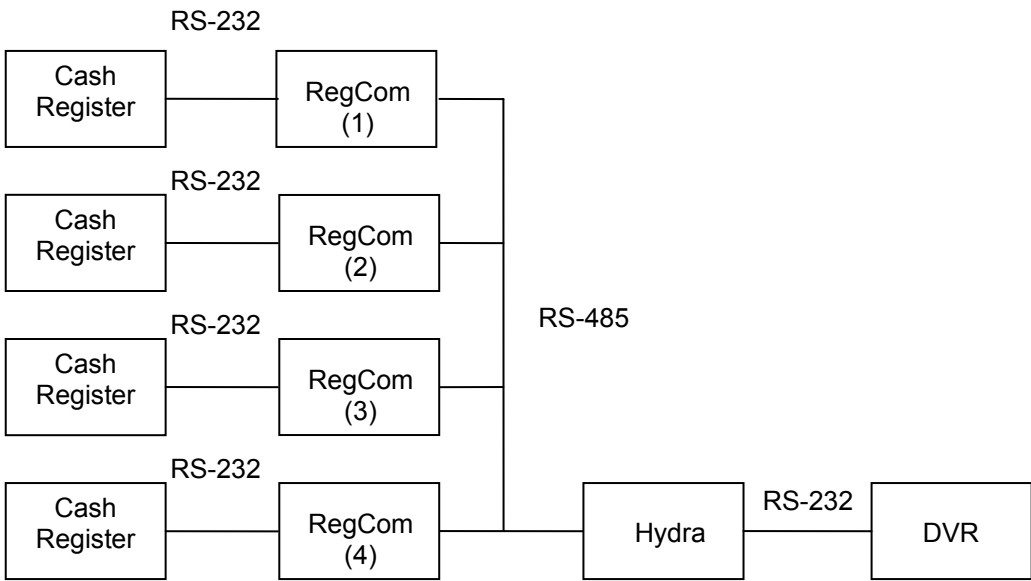 RS-232
Cash
Register
RegCom
(1)
RS-232
Cash
Register
RegCom
(2)
RS-485
RS-232
Cash
Register
RegCom
(3)
RS-232
Cash
Register
RegCom
(4)
Hydra
RS-232
DVR